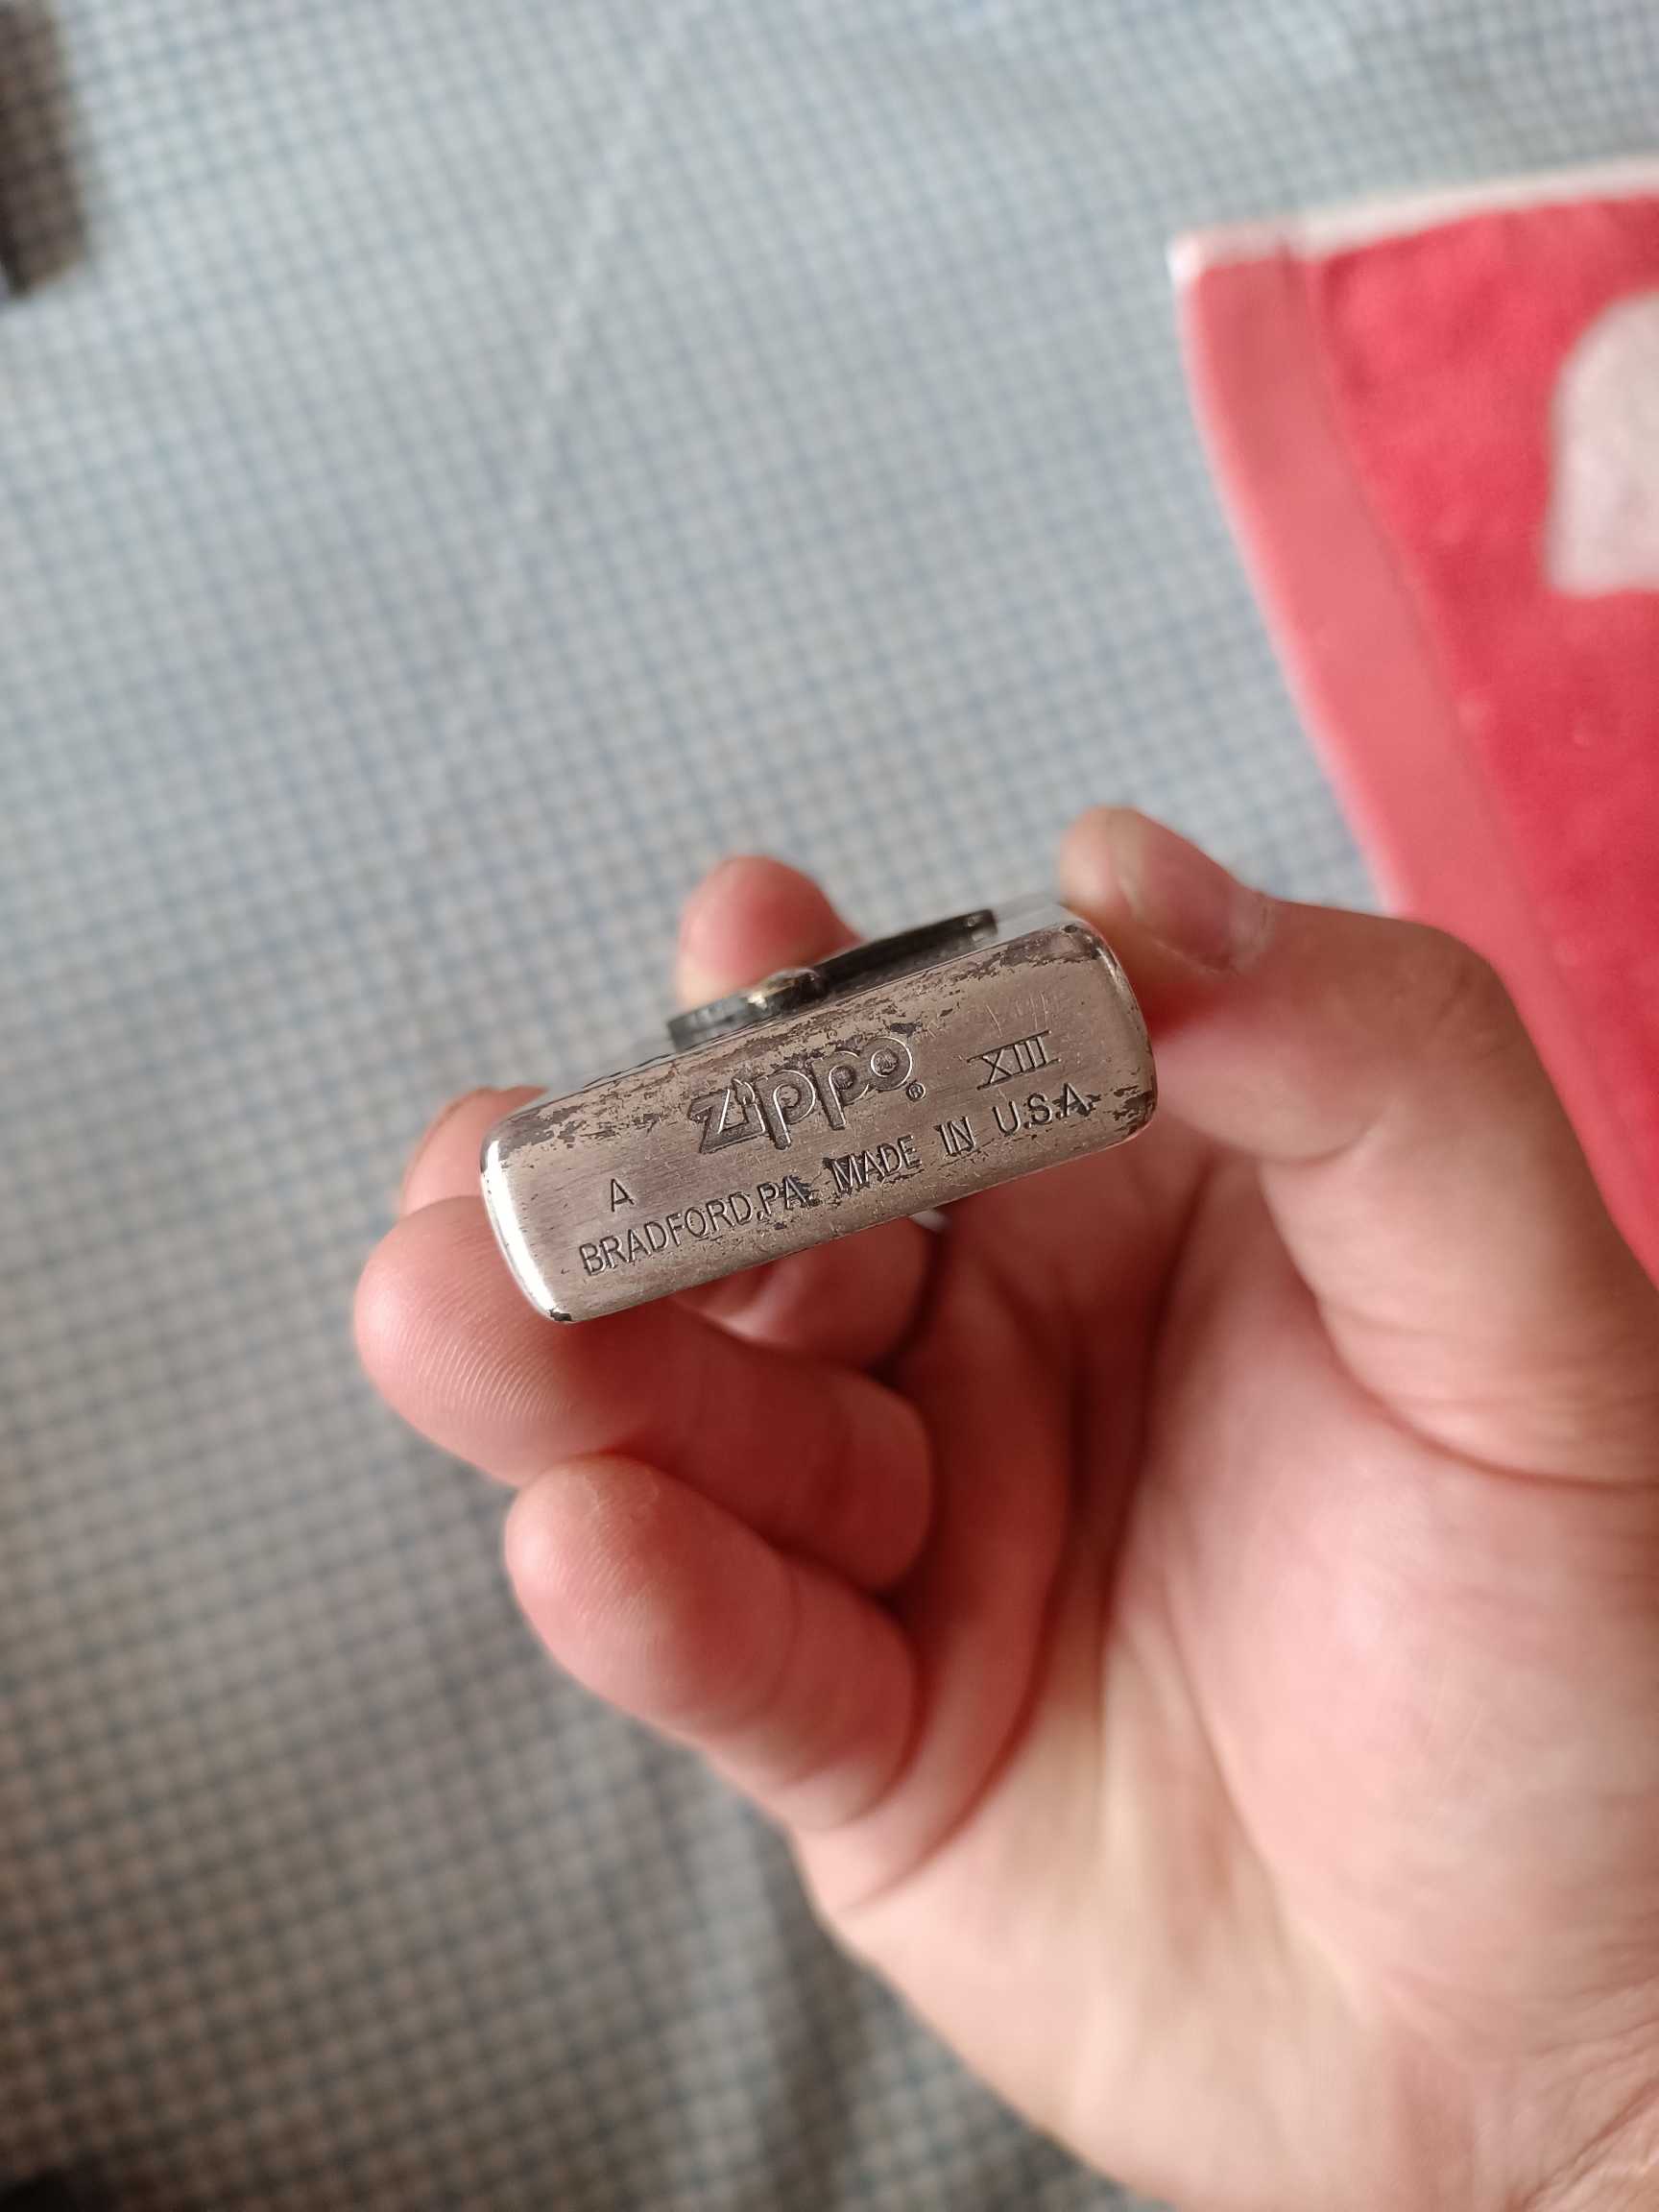 Zippo ® XIII
A
BRADFORD,PA. MADE IN U.S.A.